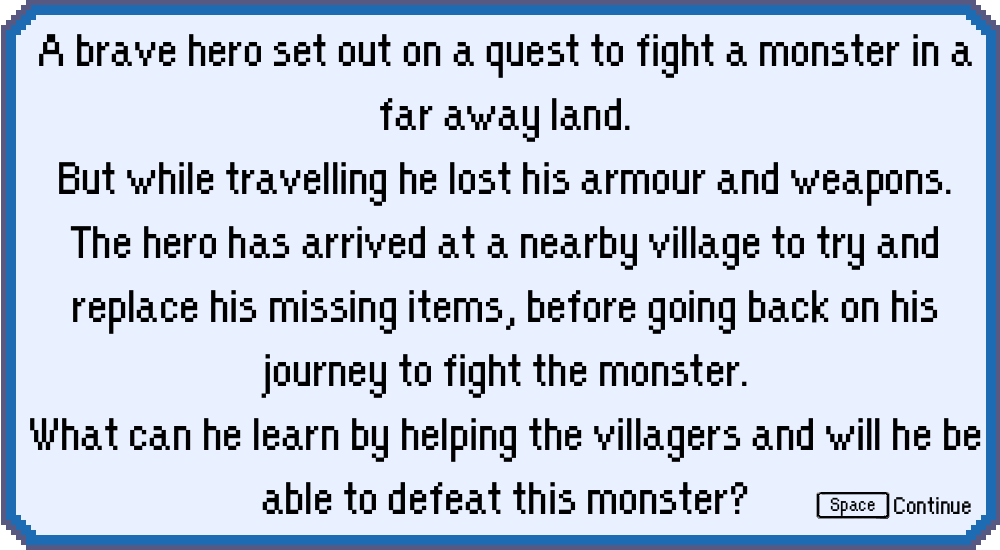 A brave hero set out on a quest to fight a monster in a
far away land.
But while travelling he lost his armour and weapons.
The hero has arrived at a nearby village to try and
replace his missing items, before going back on his
journey to fight the monster.
What can he learn by helping the villagers and will he be
able to defeat this monster?
Space Continue